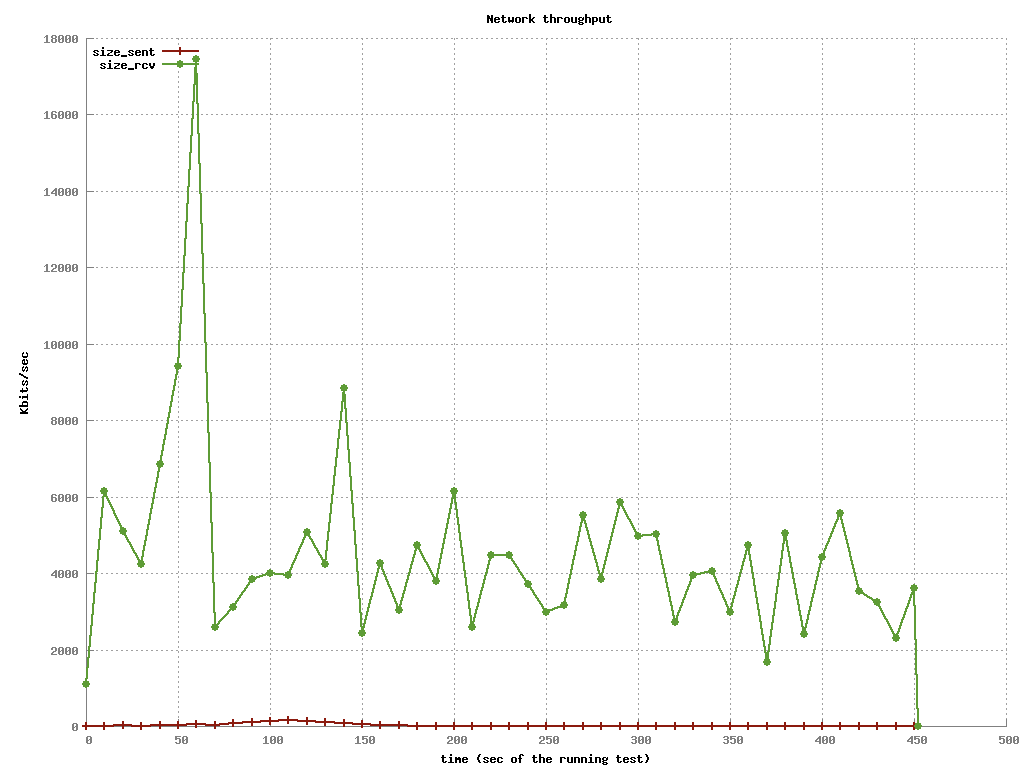 Network throughput
18000
size_sent
size_rcv
16000
14000
12000
10000
Kbits/sec
8000
6000
4000
2000
0
0 50 100 150 200 250 300 350 400 450 500
time (sec of the running test)